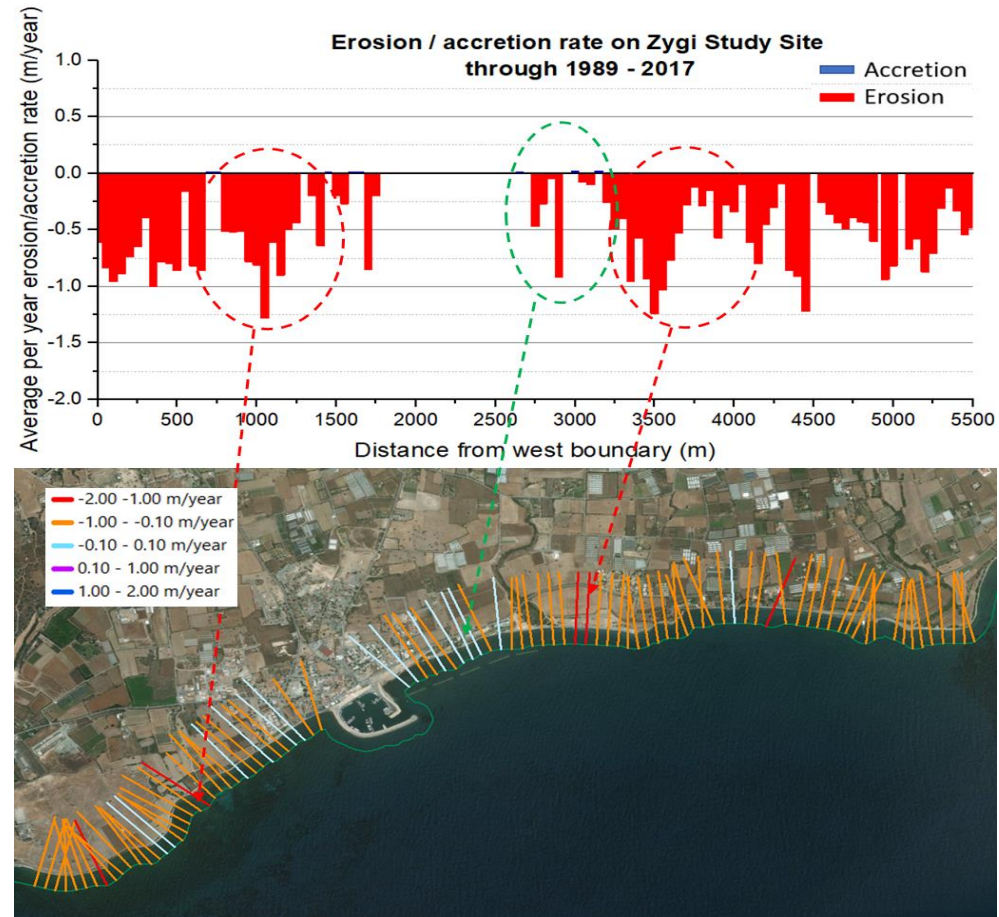 Erosion / accretion rate on Zygi Study Site
through 1989 - 2017
Accretion
Erosion
Average per year erosion/accretion rate (m/year)
1.0
0.5
0.0
-0.5
-1.0
-1.5
-2.0
0 500 1000 1500 2000 2500 3000 3500 4000 4500 5000 5500
Distance from west boundary (m)
-2.00 -1.00 m/year
-1.00 - -0.10 m/year
-0.10 - 0.10 m/year
0.10 - 1.00 m/year
1.00 - 2.00 m/year